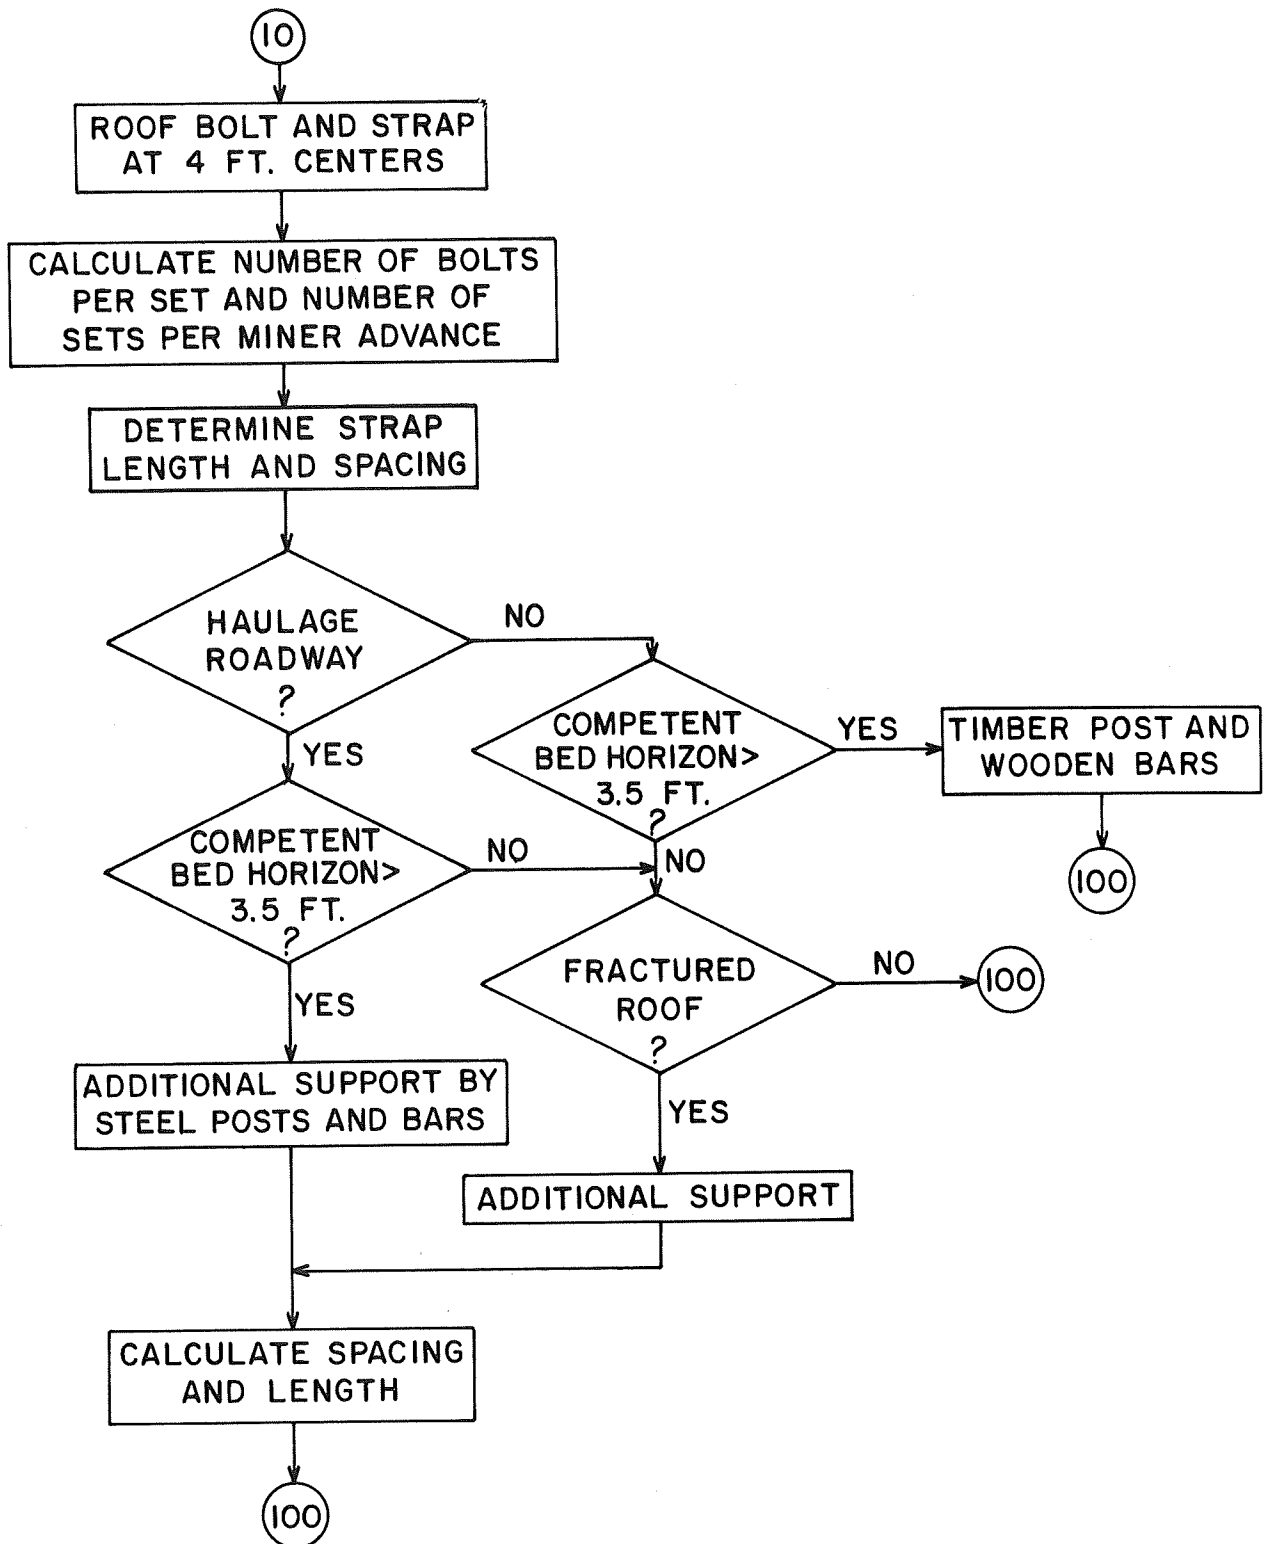 10
ROOF BOLT AND STRAP
AT 4 FT. CENTERS
CALCULATE NUMBER OF BOLTS
PER SET AND NUMBER OF
SETS PER MINER ADVANCE
DETERMINE STRAP
LENGTH AND SPACING
HAULAGE
ROADWAY
?
NO
YES
COMPETENT
BED HORIZON>
3.5 FT.
?
YES
TIMBER POST AND
WOODEN BARS
100
NO
COMPETENT
BED HORIZON>
3.5 FT.
?
NO
YES
FRACTURED
ROOF
?
NO
100
YES
ADDITIONAL SUPPORT BY
STEEL POSTS AND BARS
ADDITIONAL SUPPORT
CALCULATE SPACING
AND LENGTH
100